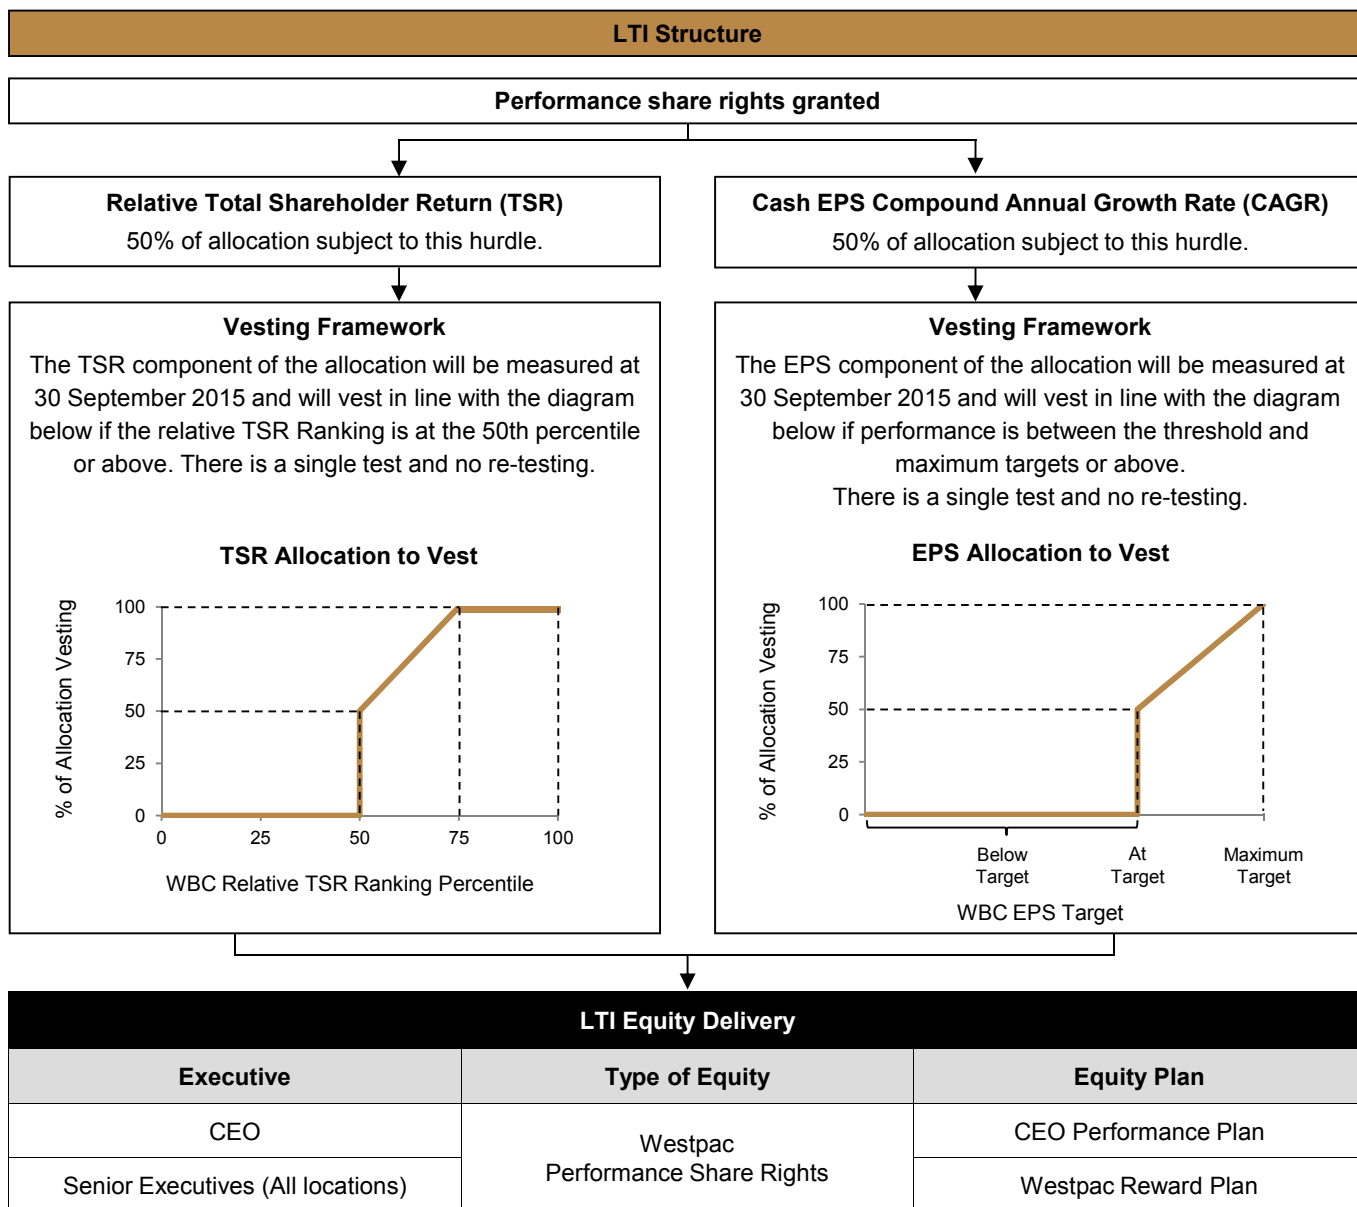 LTI Structure
Performance share rights granted
Relative Total Shareholder Return (TSR)
50% of allocation subject to this hurdle.
Cash EPS Compound Annual Growth Rate (CAGR)
50% of allocation subject to this hurdle.
Vesting Framework
The TSR component of the allocation will be measured at
30 September 2015 and will vest in line with the diagram
below if the relative TSR Ranking is at the 50th percentile
or above. There is a single test and no re-testing.
TSR Allocation to Vest
% of Allocation Vesting
100
75
50
25
0
0 25 50 75 100
WBC Relative TSR Ranking Percentile
Vesting Framework
The EPS component of the allocation will be measured at
30 September 2015 and will vest in line with the diagram
below if performance is between the threshold and
maximum targets or above.
There is a single test and no re-testing.
EPS Allocation to Vest
% of Allocation Vesting
100
75
50
25
0
Below At Maximum
Target Target Target
WBC EPS Target
LTI Equity Delivery
Executive Type of Equity Equity Plan
CEO
Westpac
Performance Share Rights
CEO Performance Plan
Senior Executives (All locations)
Westpac Reward Plan